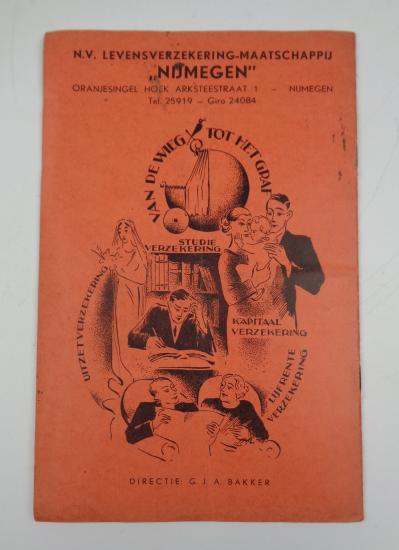 N.V. LEVENSVERZEKERING-MAATSCHAPPIJ
„NIJMEGEN”
ORANJESINGEL HOEK ARKSTEESTRAAT 1 – NIJMEGEN
Tel. 25919 – Giro 24084
VAN DE WIEG TOT HET GRAF
STUDIE
VERZEKERING
UITZETVERZEKERING
KAPITAAL
VERZEKERING
LIJFRENTE
VERZEKERING
DIRECTIE: G. J. A. BAKKER